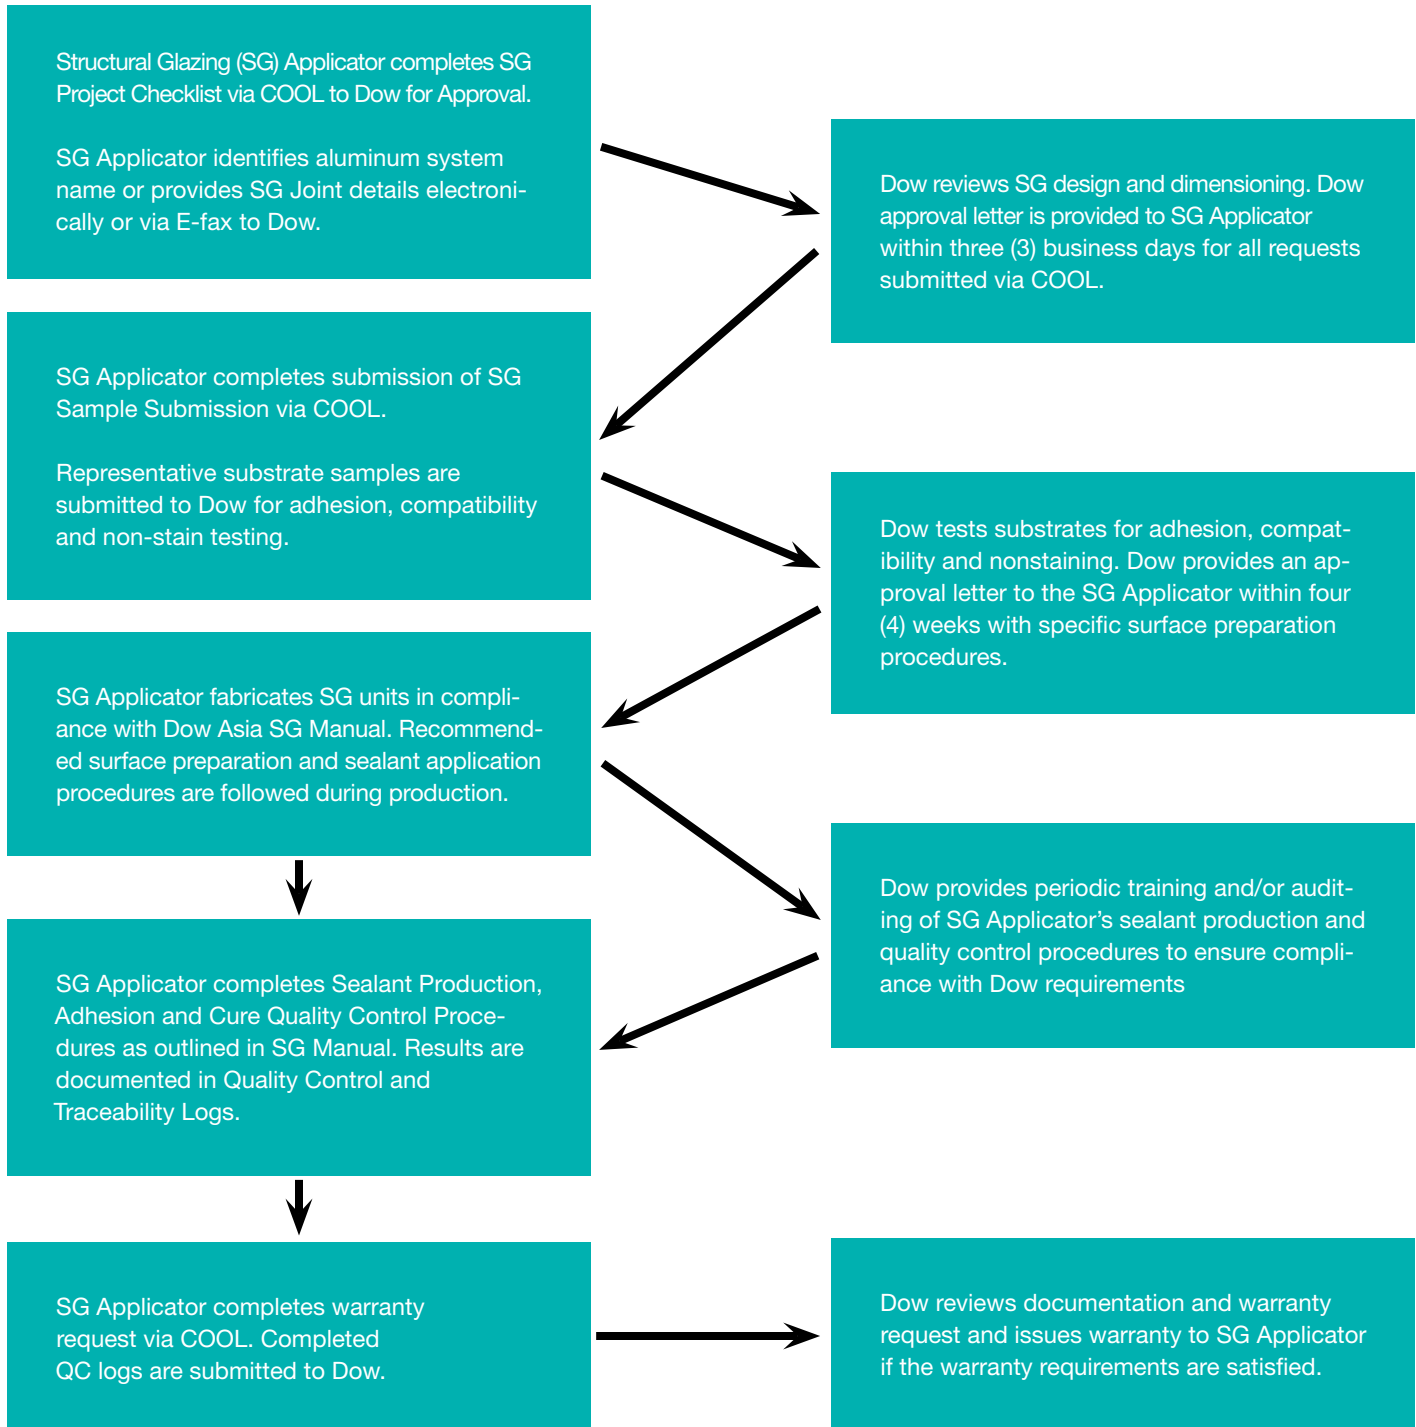 Structural Glazing (SG) Applicator completes SG
Project Checklist via COOL to Dow for Approval.
SG Applicator identifies aluminum system
name or provides SG Joint details electroni-
cally or via E-fax to Dow.
Dow reviews SG design and dimensioning. Dow
approval letter is provided to SG Applicator
within three (3) business days for all requests
submitted via COOL.
SG Applicator completes submission of SG
Sample Submission via COOL.
Representative substrate samples are
submitted to Dow for adhesion, compatibility
and non-stain testing.
Dow tests substrates for adhesion, compat-
ibility and nonstaining. Dow provides an ap-
proval letter to the SG Applicator within four
(4) weeks with specific surface preparation
procedures.
SG Applicator fabricates SG units in compli-
ance with Dow Asia SG Manual. Recommend-
ed surface preparation and sealant application
procedures are followed during production.
Dow provides periodic training and/or audit-
ing of SG Applicator’s sealant production and
quality control procedures to ensure compli-
ance with Dow requirements
SG Applicator completes Sealant Production,
Adhesion and Cure Quality Control Proce-
dures as outlined in SG Manual. Results are
documented in Quality Control and
Traceability Logs.
SG Applicator completes warranty
request via COOL. Completed
QC logs are submitted to Dow.
Dow reviews documentation and warranty
request and issues warranty to SG Applicator
if the warranty requirements are satisfied.